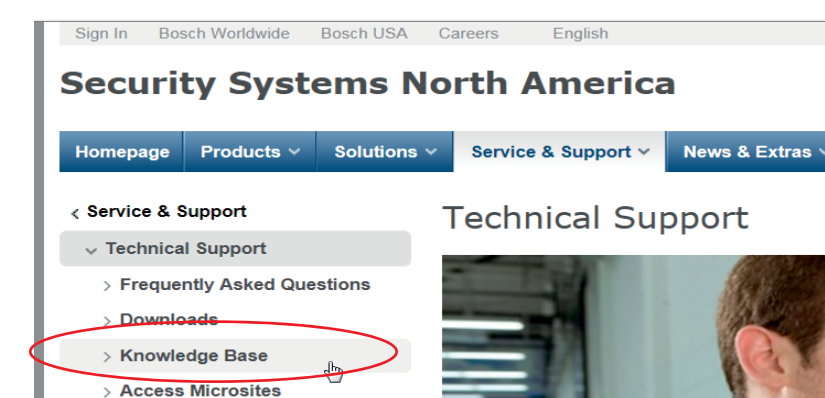 Sign In Bosch Worldwide Bosch USA Careers English
Security Systems North America
Homepage Products Solutions Service & Support News & Extras
Service & Support
Technical Support
Technical Support
Frequently Asked Questions
Downloads
Knowledge Base
Access Microsites